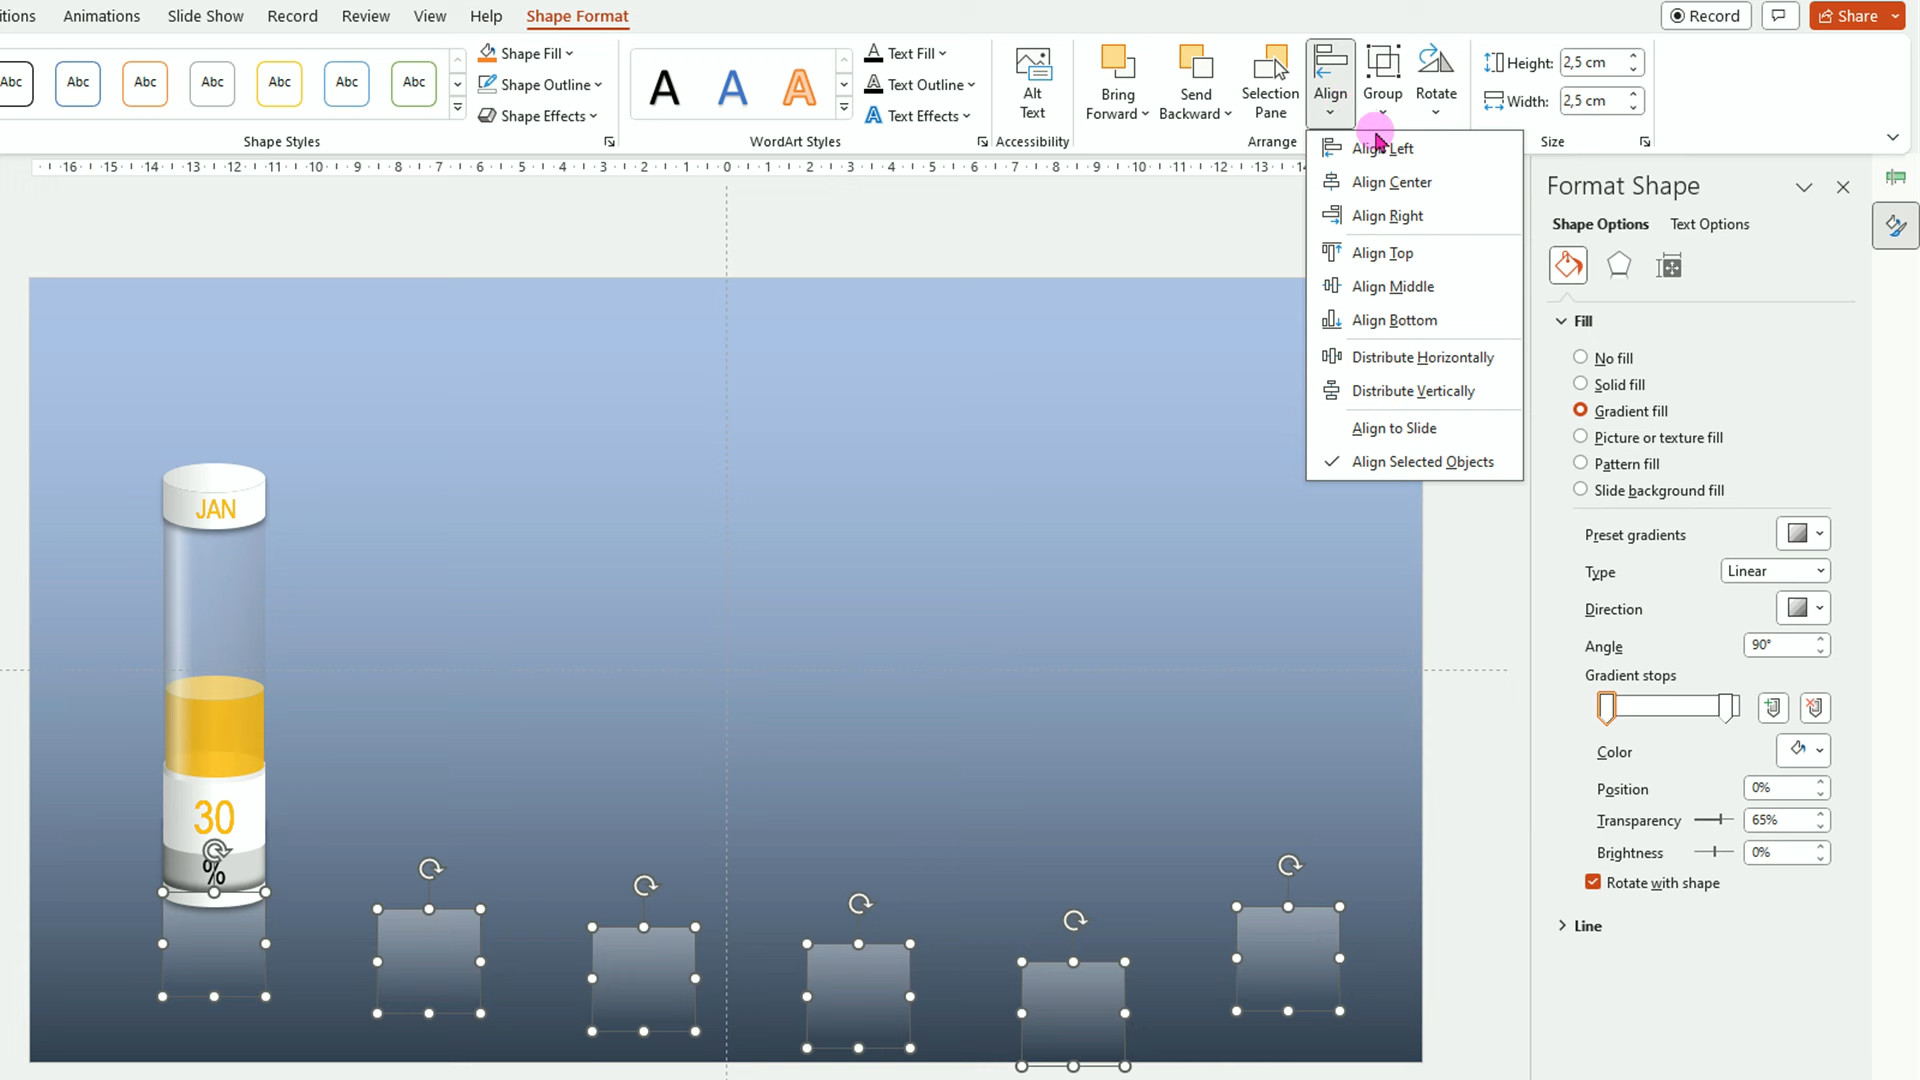 itions Animations Slide Show Record Review View Help Shape Format Record Share
Abc Abc Abc Abc Abc Abc Abc Shape Fill A A A Text Fill Alt Text Bring Forward Send Backward Selection Pane Align Group Rotate Height: 2,5 cm
Shape Outline Text Outline Width: 2,5 cm
Shape Effects Text Effects
Shape Styles WordArt Styles Accessibility Arrange Size
16 15 14 13 12 11 10 9 8 7 6 5 4 3 2 1 0 1 2 3 4 5 6 7 8 9 10 11 12 13 14
Align Left
Align Center
Align Right
Align Top
Align Middle
Align Bottom
Distribute Horizontally
Distribute Vertically
Align to Slide
Align Selected Objects
JAN
30
%
Format Shape
Shape Options Text Options
Fill
No fill
Solid fill
Gradient fill
Picture or texture fill
Pattern fill
Slide background fill
Preset gradients
Type Linear
Direction
Angle 90°
Gradient stops
Color
Position 0%
Transparency 65%
Brightness 0%
Rotate with shape
Line